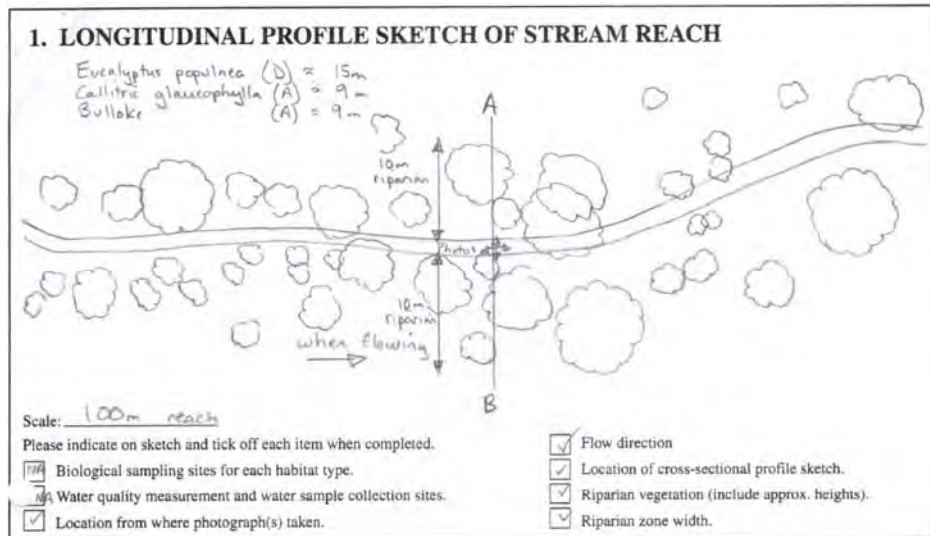 1. LONGITUDINAL PROFILE SKETCH OF STREAM REACH
Eucalyptus populnea (D) ≈ 15m
Callitric glaucophylla (A) ≈ 9m
Bulloke (A) ≈ 9m
A
10m
riparian
Photos
10m
riparian
when flowing
B
Scale: 100m reach
Please indicate on sketch and tick off each item when completed.
NA Biological sampling sites for each habitat type.
NA Water quality measurement and water sample collection sites.
✓ Location from where photograph(s) taken.
✓ Flow direction
✓ Location of cross-sectional profile sketch.
✓ Riparian vegetation (include approx. heights).
✓ Riparian zone width.